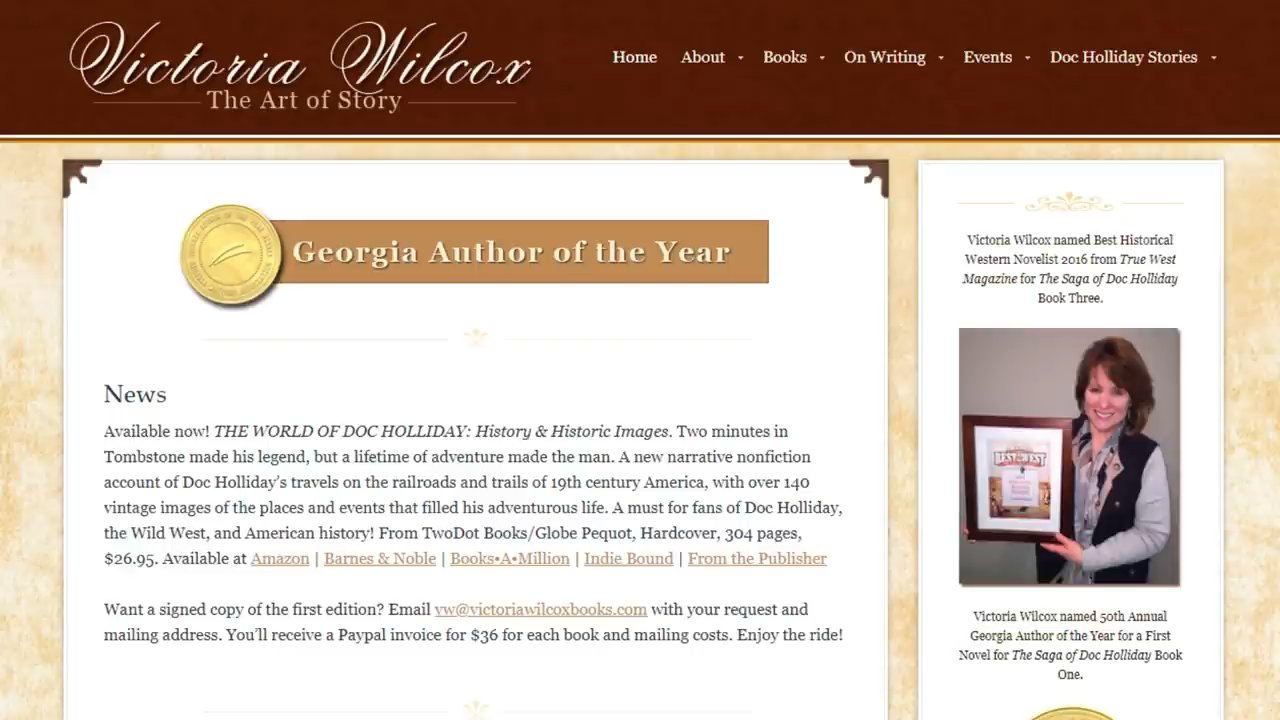 Victoria Wilcox
The Art of Story
Home About Books On Writing Events Doc Holliday Stories
Georgia Author of the Year
News
Available now! THE WORLD OF DOC HOLLIDAY: History & Historic Images. Two minutes in
Tombstone made his legend, but a lifetime of adventure made the man. A new narrative nonfiction
account of Doc Holliday's travels on the railroads and trails of 19th century America, with over 140
vintage images of the places and events that filled his adventurous life. A must for fans of Doc Holliday,
the Wild West, and American history! From TwoDot Books/Globe Pequot, Hardcover, 304 pages,
$26.95. Available at Amazon | Barnes & Noble | Books•A•Million | Indie Bound | From the Publisher
Want a signed copy of the first edition? Email vw@victoriawilcoxbooks.com with your request and
mailing address. You'll receive a Paypal invoice for $36 for each book and mailing costs. Enjoy the ride!
Victoria Wilcox named Best Historical
Western Novelist 2016 from True West
Magazine for The Saga of Doc Holliday
Book Three.
BEST WEST
Victoria Wilcox named 50th Annual
Georgia Author of the Year for a First
Novel for The Saga of Doc Holliday Book
One.